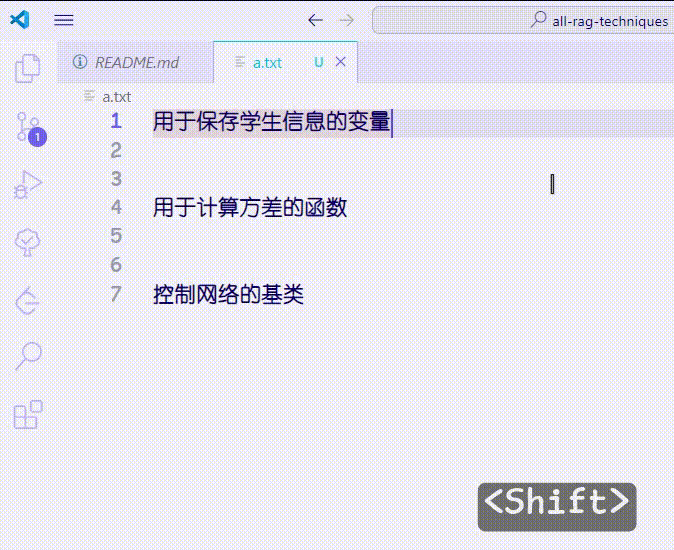 all-rag-techniques
README.md
a.txt U
a.txt
1 用于保存学生信息的变量
2
3
4 用于计算方差的函数
5
6
7 控制网络的基类
1
<Shift>